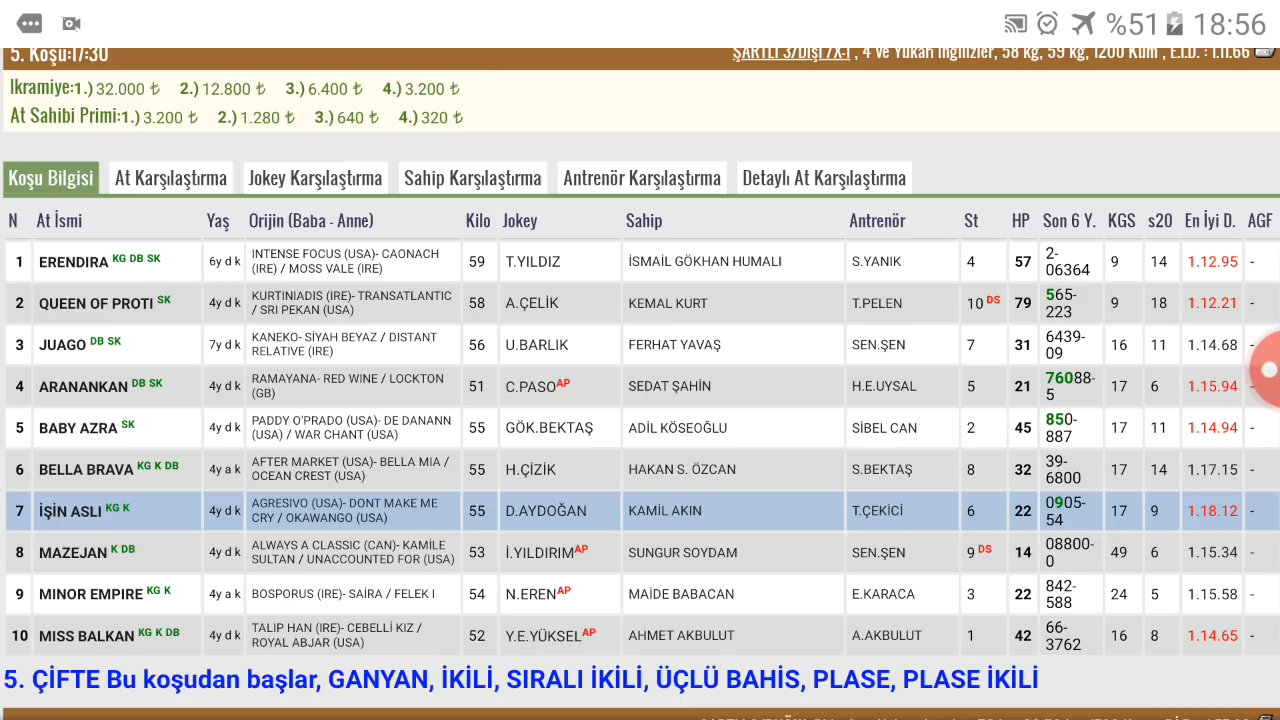 %51 18:56
5. Koşu:17:30 ŞARTLI 3/Dişi /X-I , 4 ve Yukarı İngilizler, 58 kg, 59 kg, 1200 Kum , E.İ.D. : 1.11.66
İkramiye:1.) 32.000 ₺ 2.) 12.800 ₺ 3.) 6.400 ₺ 4.) 3.200 ₺
At Sahibi Primi:1.) 3.200 ₺ 2.) 1.280 ₺ 3.) 640 ₺ 4.) 320 ₺
Koşu Bilgisi At Karşılaştırma Jokey Karşılaştırma Sahip Karşılaştırma Antrenör Karşılaştırma Detaylı At Karşılaştırma
N At İsmi Yaş Orijin (Baba - Anne) Kilo Jokey Sahip Antrenör St HP Son 6 Y. KGS s20 En İyi D. AGF
1 ERENDIRA KG DB SK 6y d k INTENSE FOCUS (USA)- CAONACH (IRE) / MOSS VALE (IRE) 59 T.YILDIZ İSMAİL GÖKHAN HUMALI S.YANIK 4 57 2-06364 9 14 1.12.95 -
2 QUEEN OF PROTI SK 4y d k KURTINIADIS (IRE)- TRANSATLANTIC / SRI PEKAN (USA) 58 A.ÇELİK KEMAL KURT T.PELEN 10 DS 79 565-223 9 18 1.12.21 -
3 JUAGO DB SK 7y d k KANEKO- SİYAH BEYAZ / DISTANT RELATIVE (IRE) 56 U.BARLIK FERHAT YAVAŞ SEN.ŞEN 7 31 6439-09 16 11 1.14.68 -
4 ARANANKAN DB SK 4y d k RAMAYANA- RED WINE / LOCKTON (GB) 51 C.PASO AP SEDAT ŞAHİN H.E.UYSAL 5 21 76088-5 17 6 1.15.94 -
5 BABY AZRA SK 4y d k PADDY O'PRADO (USA)- DE DANANN (USA) / WAR CHANT (USA) 55 GÖK.BEKTAŞ ADİL KÖSEOĞLU SİBEL CAN 2 45 850-887 17 11 1.14.94 -
6 BELLA BRAVA KG K DB 4y a k AFTER MARKET (USA)- BELLA MIA / OCEAN CREST (USA) 55 H.ÇİZİK HAKAN S. ÖZCAN S.BEKTAŞ 8 32 39-6800 17 14 1.17.15 -
7 İŞİN ASLI KG K 4y d k AGRESIVO (USA)- DONT MAKE ME CRY / OKAWANGO (USA) 55 D.AYDOĞAN KAMİL AKIN T.ÇEKİCİ 6 22 0905-54 17 9 1.18.12 -
8 MAZEJAN K DB 4y d k ALWAYS A CLASSIC (CAN)- KAMİLE SULTAN / UNACCOUNTED FOR (USA) 53 İ.YILDIRIM AP SUNGUR SOYDAM SEN.ŞEN 9 DS 14 08800-0 49 6 1.15.34 -
9 MINOR EMPIRE KG K 4y a k BOSPORUS (IRE)- SAİRA / FELEK I 54 N.EREN AP MAİDE BABACAN E.KARACA 3 22 842-588 24 5 1.15.58 -
10 MISS BALKAN KG K DB 4y d k TALIP HAN (IRE)- CEBELLİ KIZ / ROYAL ABJAR (USA) 52 Y.E.YÜKSEL AP AHMET AKBULUT A.AKBULUT 1 42 66-3762 16 8 1.14.65 -
5. ÇİFTE Bu koşudan başlar, GANYAN, İKİLİ, SIRALI İKİLİ, ÜÇLÜ BAHİS, PLASE, PLASE İKİLİ